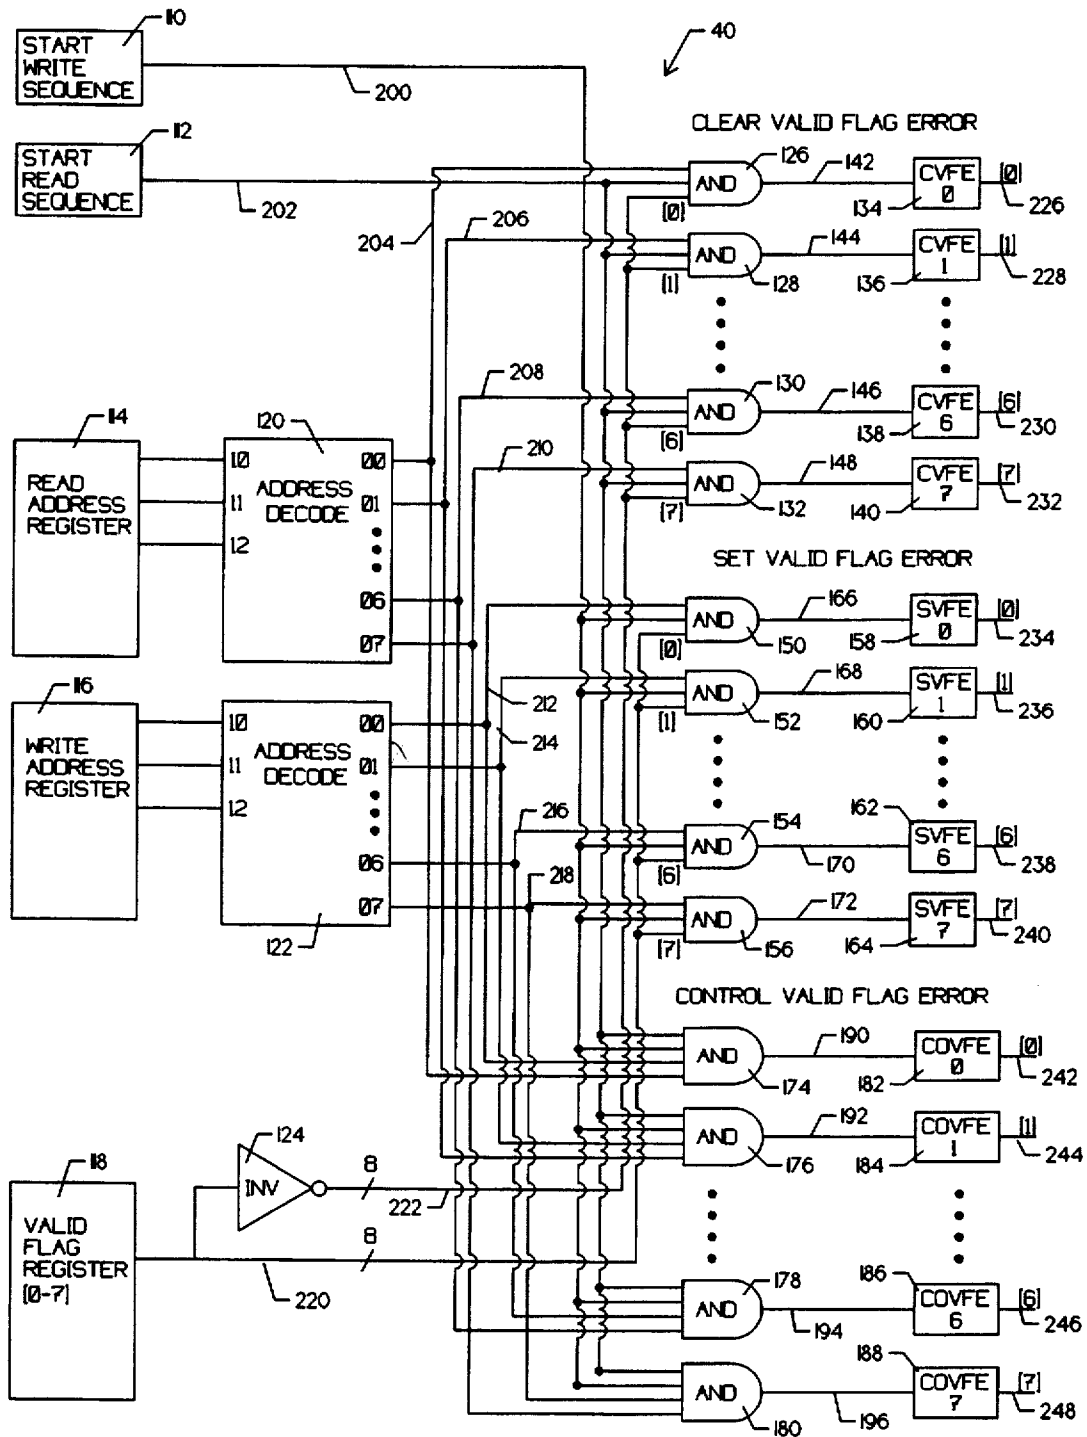 110
START
WRITE
SEQUENCE
200
40
CLEAR VALID FLAG ERROR
112
START
READ
SEQUENCE
202
204
206
126
AND
[0]
142
CVFE
0
134
[0]
226
AND
[1]
128
144
CVFE
1
136
[1]
228
208
130
AND
[6]
146
CVFE
6
138
[6]
230
210
AND
[7]
132
148
CVFE
7
140
[7]
232
114
READ
ADDRESS
REGISTER
120
ADDRESS
DECODE
10
11
12
00
01
06
07
SET VALID FLAG ERROR
AND
[0]
150
166
SVFE
0
158
[0]
234
212
214
AND
[1]
152
168
SVFE
1
160
[1]
236
116
WRITE
ADDRESS
REGISTER
ADDRESS
DECODE
10
11
12
00
01
06
07
122
216
154
AND
[6]
170
162
SVFE
6
[6]
238
218
AND
[7]
156
172
SVFE
7
164
[7]
240
CONTROL VALID FLAG ERROR
AND
174
190
COVFE
0
182
[0]
242
AND
176
192
COVFE
1
184
[1]
244
124
INV
8
222
118
VALID
FLAG
REGISTER
[0-7]
8
220
178
AND
194
186
COVFE
6
[6]
246
AND
180
196
188
COVFE
7
[7]
248